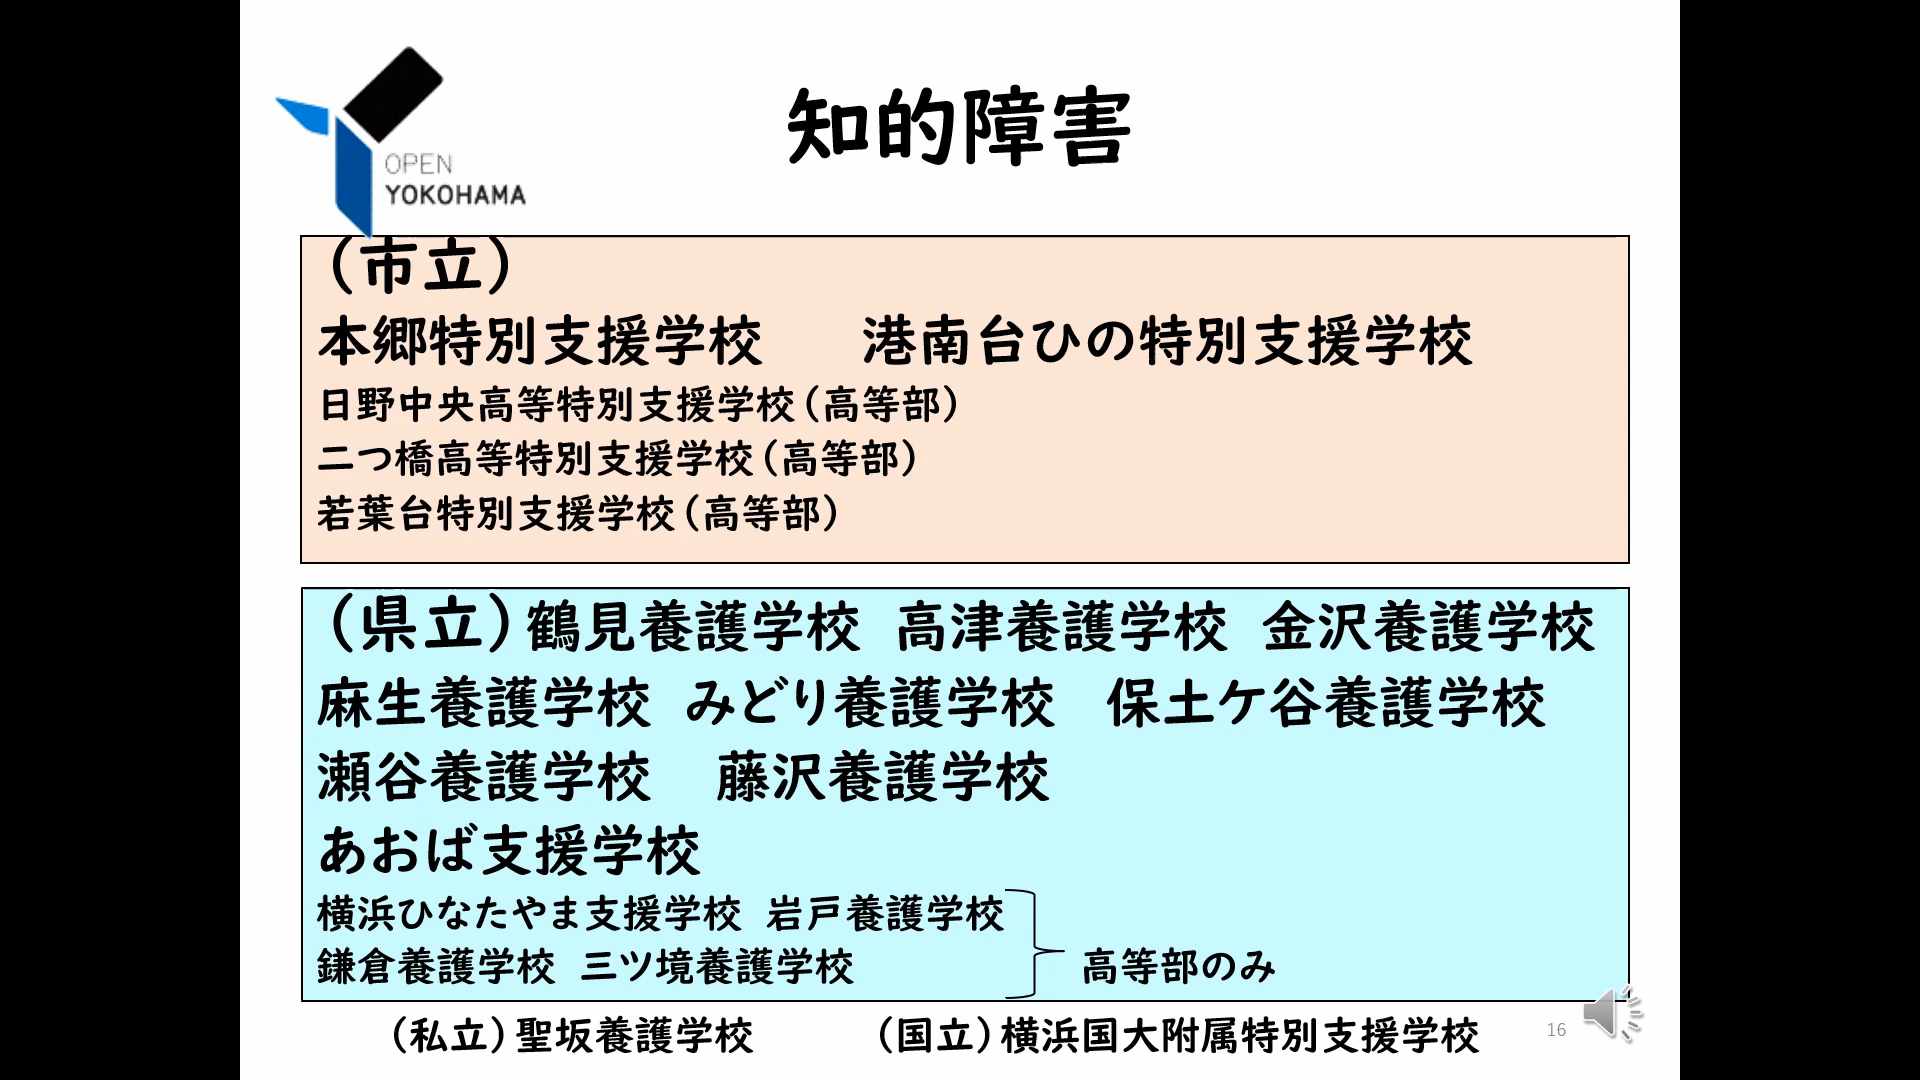 OPEN
YOKOHAMA
知的障害
（市立）
本郷特別支援学校　港南台ひの特別支援学校
日野中央高等特別支援学校（高等部）
二つ橋高等特別支援学校（高等部）
若葉台特別支援学校（高等部）
（県立）鶴見養護学校　高津養護学校　金沢養護学校
麻生養護学校　みどり養護学校　保土ケ谷養護学校
瀬谷養護学校　藤沢養護学校
あおば支援学校
横浜ひなたやま支援学校　岩戸養護学校
鎌倉養護学校　三ツ境養護学校　高等部のみ
（私立）聖坂養護学校　（国立）横浜国大附属特別支援学校
16